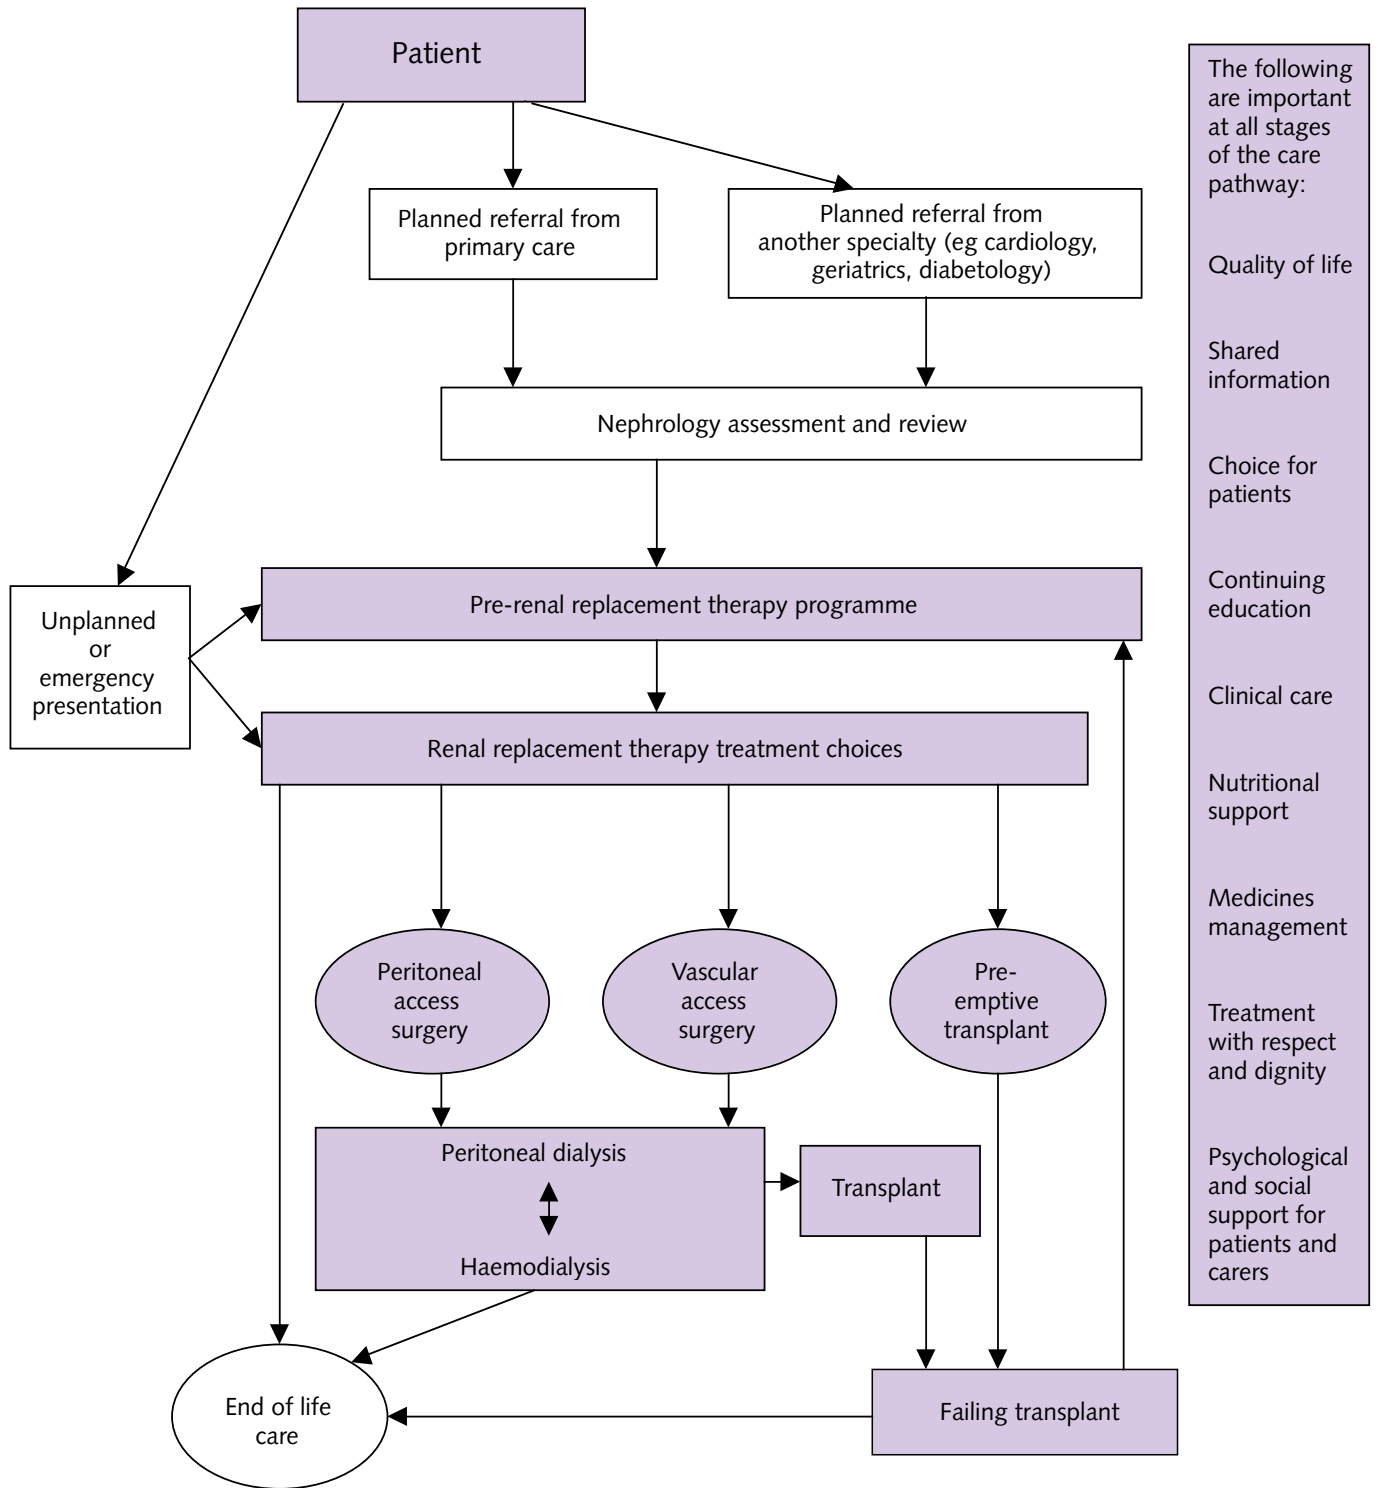 Patient
Planned referral from
primary care
Planned referral from
another specialty (eg cardiology,
geriatrics, diabetology)
Nephrology assessment and review
Unplanned
or
emergency
presentation
Pre-renal replacement therapy programme
Renal replacement therapy treatment choices
Peritoneal
access
surgery
Vascular
access
surgery
Pre-
emptive
transplant
Peritoneal dialysis
Haemodialysis
Transplant
End of life
care
Failing transplant
The following
are important
at all stages
of the care
pathway:
Quality of life
Shared
information
Choice for
patients
Continuing
education
Clinical care
Nutritional
support
Medicines
management
Treatment
with respect
and dignity
Psychological
and social
support for
patients and
carers